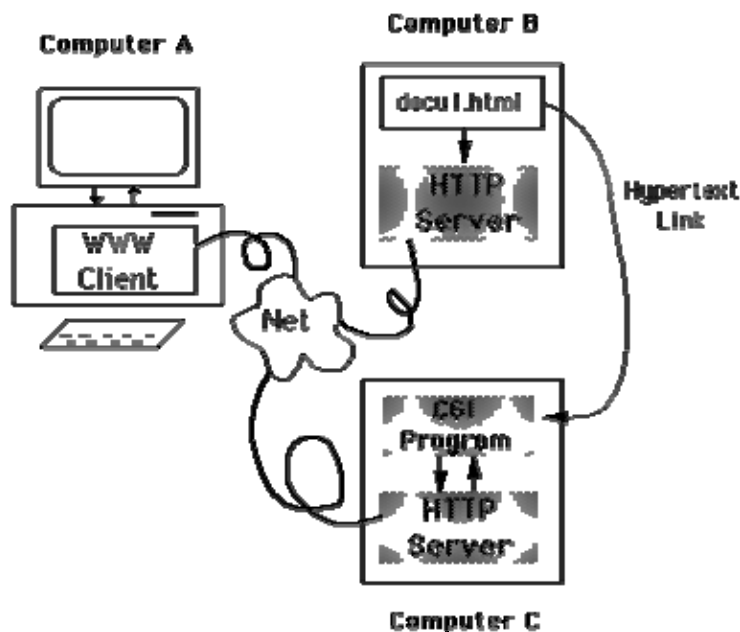 Computer A
WWW
Client
Net
Computer B
docu1.html
HTTP
Server
Hypertext
Link
CGI
Program
HTTP
Server
Computer C